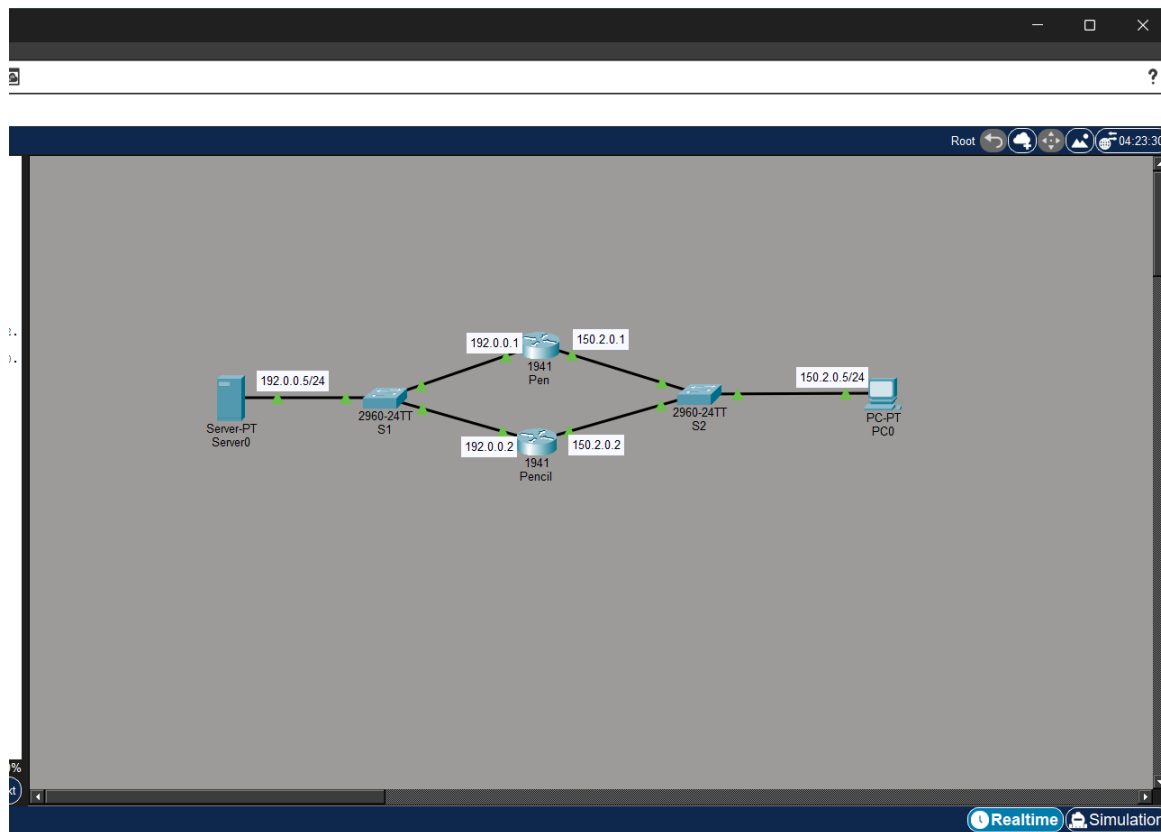 ?
Root
04:23:30
192.0.0.1
150.2.0.1
1941
Pen
192.0.0.5/24
150.2.0.5/24
2960-24TT
S1
2960-24TT
S2
Server-PT
Server0
PC-PT
PC0
192.0.0.2
150.2.0.2
1941
Pencil
%
xt
Realtime
Simulation